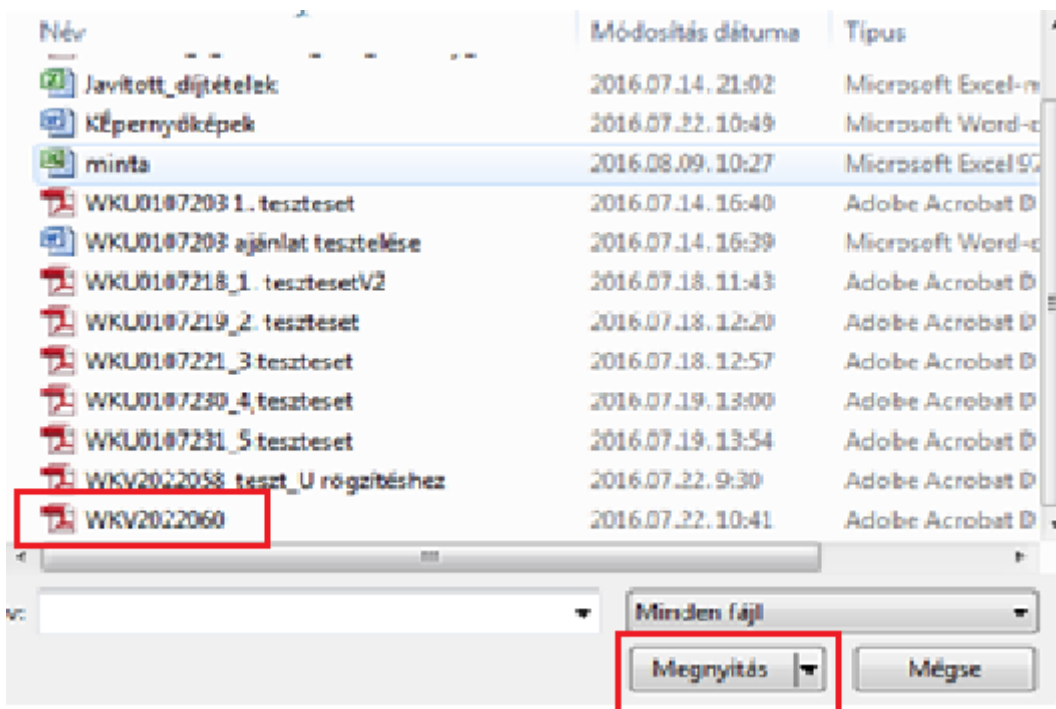 Név Módosítás dátuma Típus
Javított_díjtételek 2016.07.14. 21:02 Microsoft Excel-m
KÉpernyőképek 2016.07.22. 10:49 Microsoft Word-d
minta 2016.08.09. 10:27 Microsoft Excel 97
WKU0107203 1. teszteset 2016.07.14. 16:40 Adobe Acrobat D
WKU0107203 ajánlat tesztelése 2016.07.14. 16:39 Microsoft Word-d
WKU0107218_1. tesztesetV2 2016.07.18. 11:43 Adobe Acrobat D
WKU0107219_2. teszteset 2016.07.18. 12:20 Adobe Acrobat D
WKU0107221_3 teszteset 2016.07.18. 12:57 Adobe Acrobat D
WKU0107230_4, teszteset 2016.07.19. 13:00 Adobe Acrobat D
WKU0107231_5 teszteset 2016.07.19. 13:54 Adobe Acrobat D
WKV2022058_teszt_U rögzítéshez 2016.07.22. 9:30 Adobe Acrobat D
WKV2022060 2016.07.22. 10:41 Adobe Acrobat D
v: Minden fájl
Megnyitás Mégse